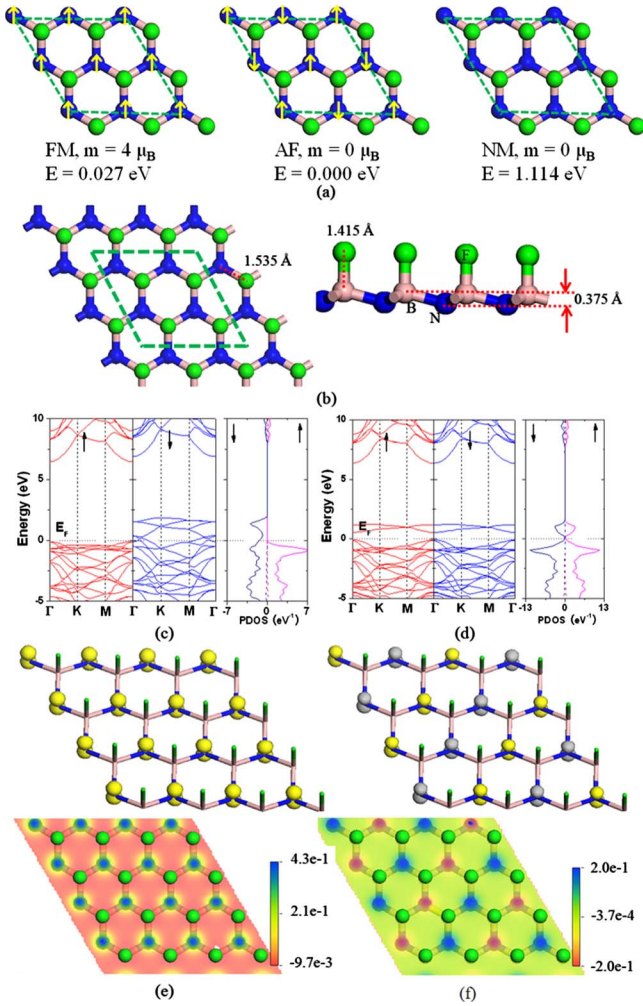 FM, m = 4 μB AF, m = 0 μB NM, m = 0 μB
E = 0.027 eV E = 0.000 eV E = 1.114 eV
(a)
1.535 Å
1.415 Å
F
B
N
0.375 Å
(b)
Energy (eV)
10
5
0
-5
EF
Γ K M Γ K M Γ
-7 0 7
PDOS (eV⁻¹)
(c)
Energy (eV)
10
5
0
-5
EF
Γ K M Γ K M Γ
-13 0 13
PDOS (eV⁻¹)
(d)
4.3e-1
2.1e-1
-9.7e-3
(e)
2.0e-1
-3.7e-4
-2.0e-1
(f)